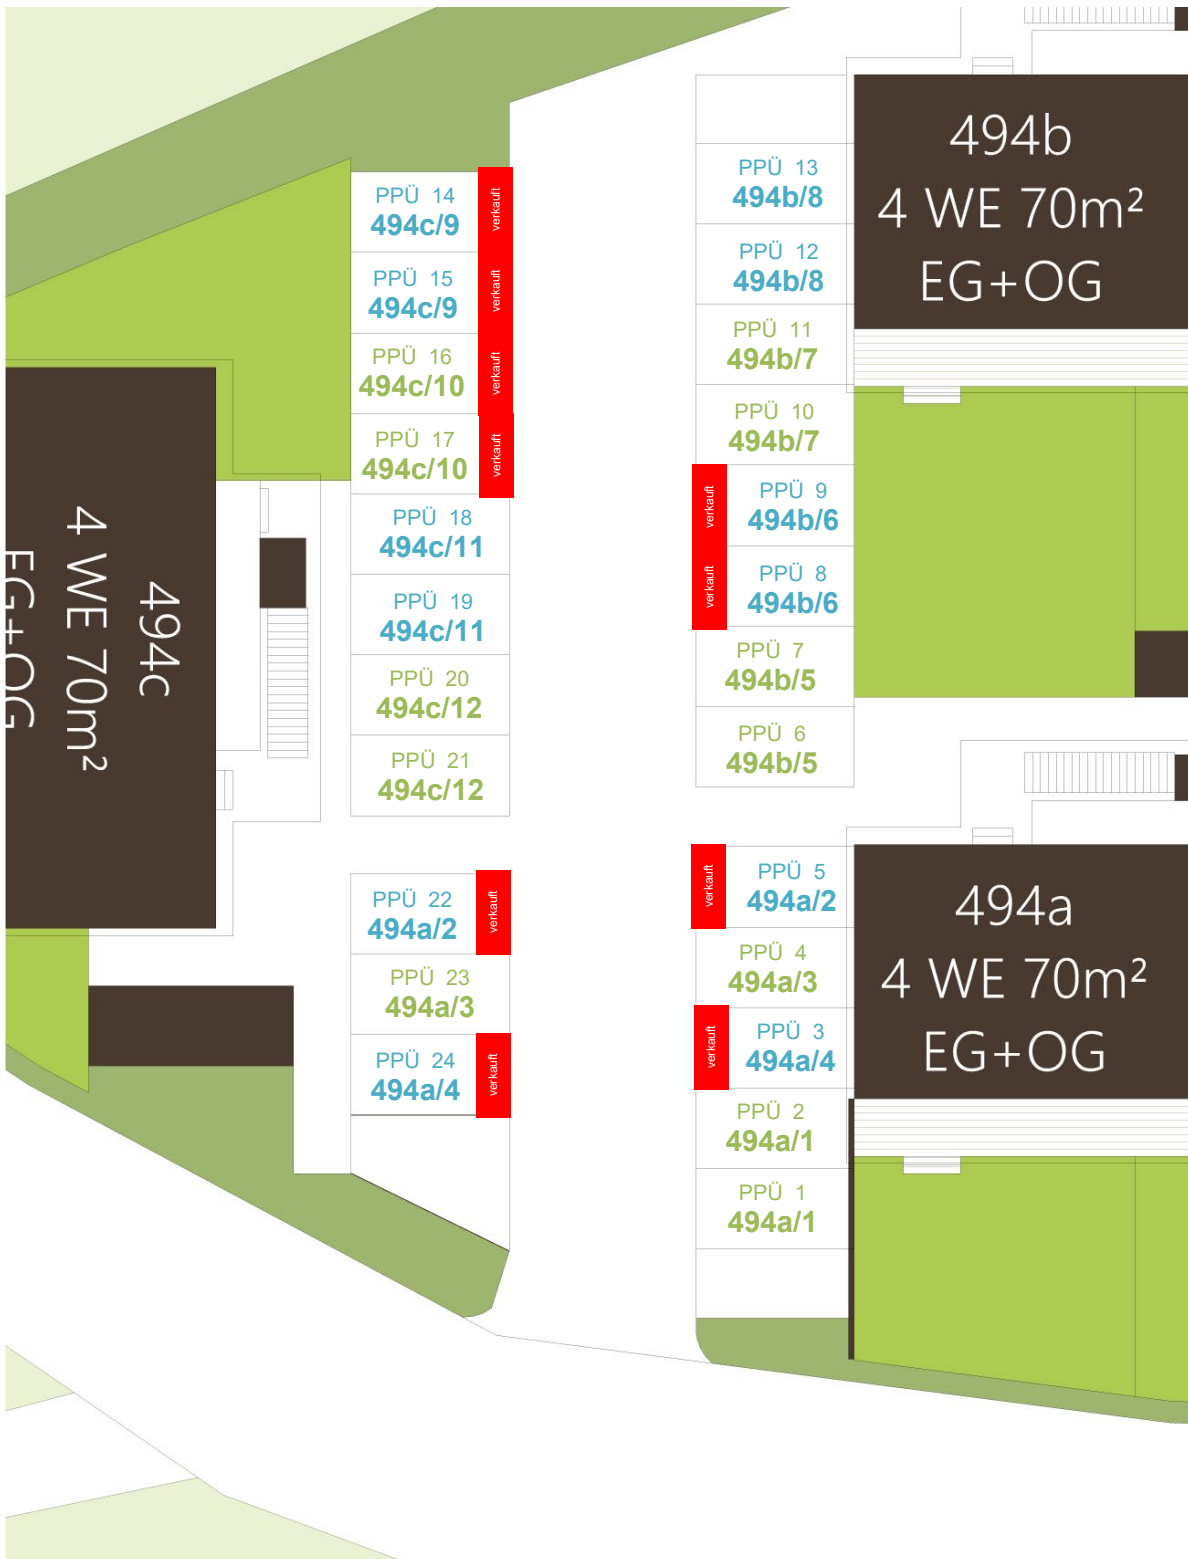 PPÜ 14
494c/9
verkauft
PPÜ 15
494c/9
verkauft
PPÜ 16
494c/10
verkauft
PPÜ 17
494c/10
verkauft
PPÜ 18
494c/11
PPÜ 19
494c/11
PPÜ 20
494c/12
PPÜ 21
494c/12
PPÜ 22
494a/2
verkauft
PPÜ 23
494a/3
PPÜ 24
494a/4
verkauft
494c
4 WE 70m²
EG+OG
PPÜ 13
494b/8
PPÜ 12
494b/8
PPÜ 11
494b/7
PPÜ 10
494b/7
verkauft
PPÜ 9
494b/6
verkauft
PPÜ 8
494b/6
PPÜ 7
494b/5
PPÜ 6
494b/5
verkauft
PPÜ 5
494a/2
PPÜ 4
494a/3
verkauft
PPÜ 3
494a/4
PPÜ 2
494a/1
PPÜ 1
494a/1
494b
4 WE 70m²
EG+OG
494a
4 WE 70m²
EG+OG